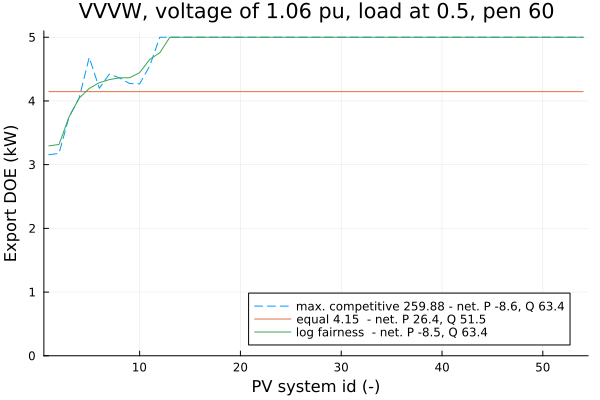 VVVW, voltage of 1.06 pu, load at 0.5, pen 60
Export DOE (kW)
5
4
3
2
1
0
max. competitive 259.88 - net. P -8.6, Q 63.4
equal 4.15  - net. P 26.4, Q 51.5
log fairness  - net. P -8.5, Q 63.4
10 20 30 40 50
PV system id (-)